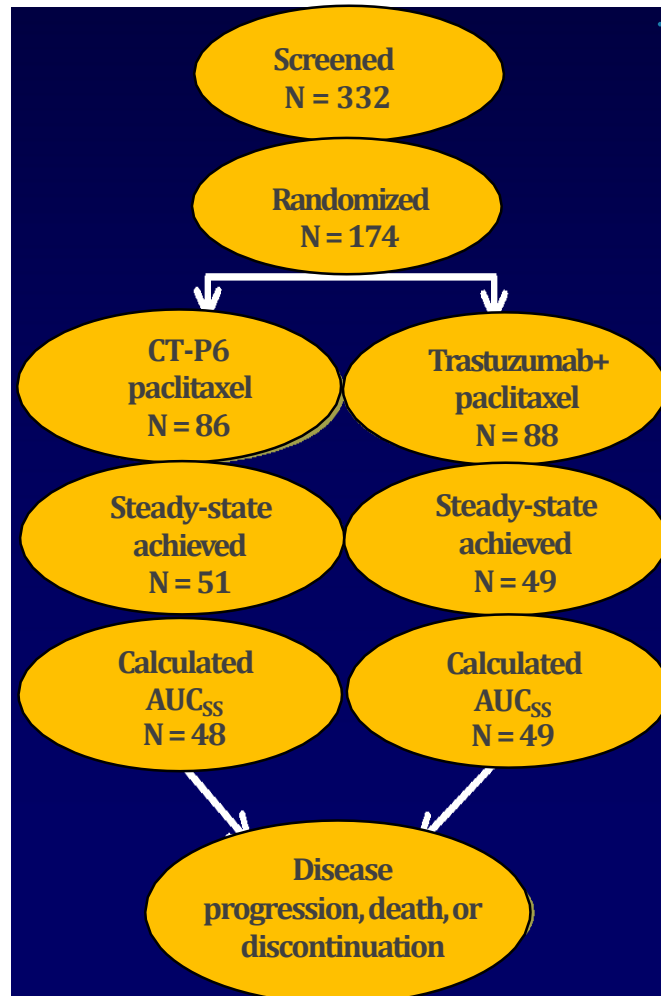 Screened
N = 332
Randomized
N = 174
CT-P6
paclitaxel
N = 86
Trastuzumab+
paclitaxel
N = 88
Steady-state
achieved
N = 51
Steady-state
achieved
N = 49
Calculated
AUCSS
N = 48
Calculated
AUCSS
N = 49
Disease
progression, death, or
discontinuation